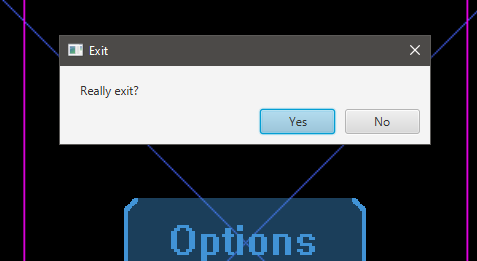 Exit
Really exit?
Yes No
Options